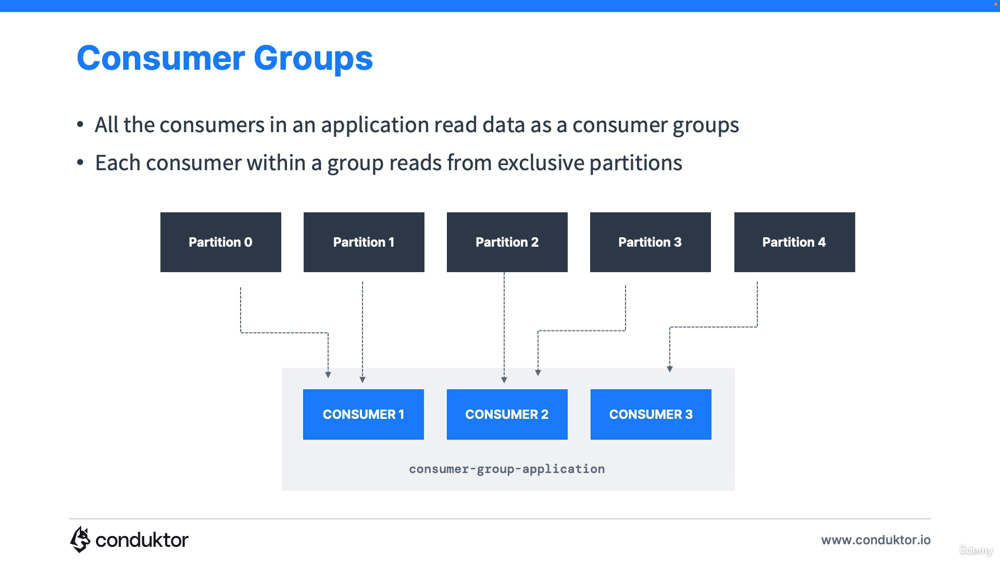 Consumer Groups
• All the consumers in an application read data as a consumer groups
• Each consumer within a group reads from exclusive partitions
Partition 0
Partition 1
Partition 2
Partition 3
Partition 4
CONSUMER 1
CONSUMER 2
CONSUMER 3
consumer-group-application
conduktor
www.conduktor.io
ûdemy